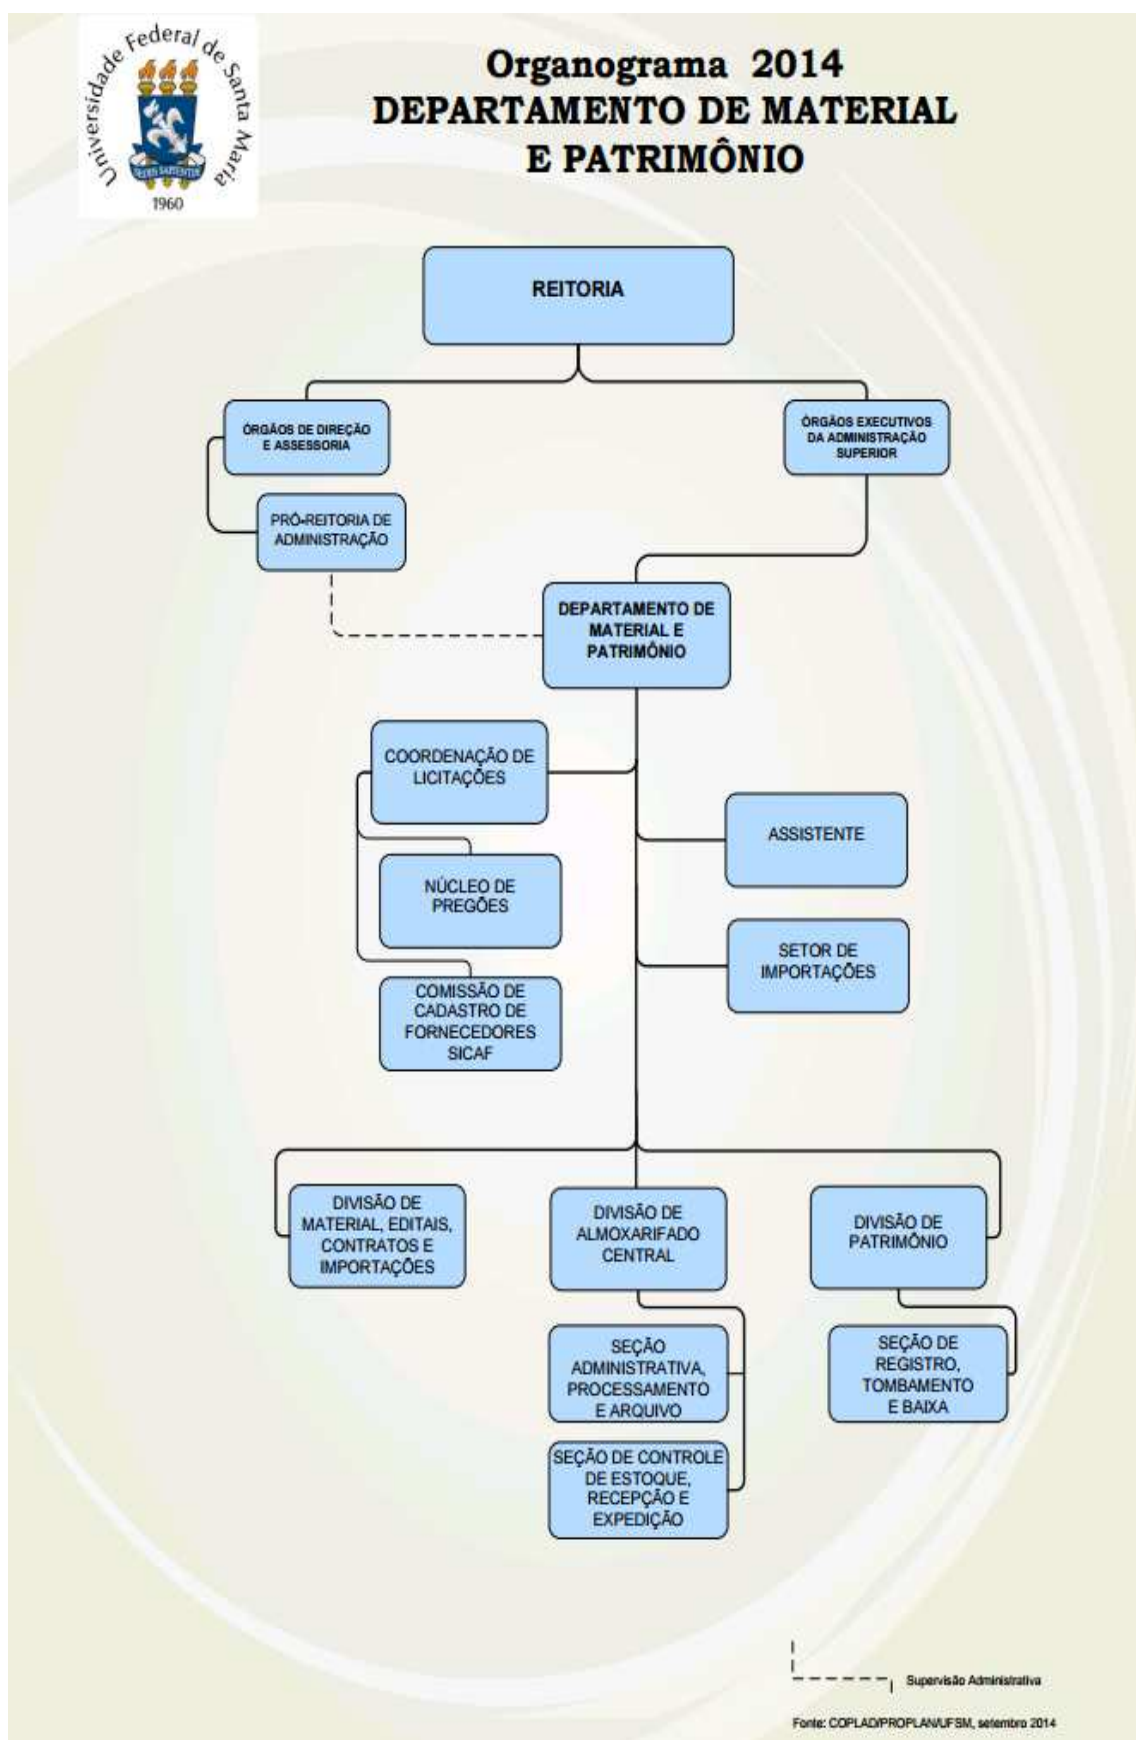 Universidade Federal de Santa Maria
SEDES SAPIENTIAE
1960
Organograma 2014
DEPARTAMENTO DE MATERIAL
E PATRIMÔNIO
REITORIA
ÓRGÃOS DE DIREÇÃO
E ASSESSORIA
ÓRGÃOS EXECUTIVOS
DA ADMINISTRAÇÃO
SUPERIOR
PRÓ-REITORIA DE
ADMINISTRAÇÃO
DEPARTAMENTO DE
MATERIAL E
PATRIMÔNIO
COORDENAÇÃO DE
LICITAÇÕES
ASSISTENTE
NÚCLEO DE
PREGÕES
SETOR DE
IMPORTAÇÕES
COMISSÃO DE
CADASTRO DE
FORNECEDORES
SICAF
DIVISÃO DE
MATERIAL, EDITAIS,
CONTRATOS E
IMPORTAÇÕES
DIVISÃO DE
ALMOXARIFADO
CENTRAL
DIVISÃO DE
PATRIMÔNIO
SEÇÃO
ADMINISTRATIVA,
PROCESSAMENTO
E ARQUIVO
SEÇÃO DE
REGISTRO,
TOMBAMENTO
E BAIXA
SEÇÃO DE CONTROLE
DE ESTOQUE,
RECEPÇÃO E
EXPEDIÇÃO
Supervisão Administrativa
Fonte: COPLAD/PROPLAN/UFSM, setembro 2014